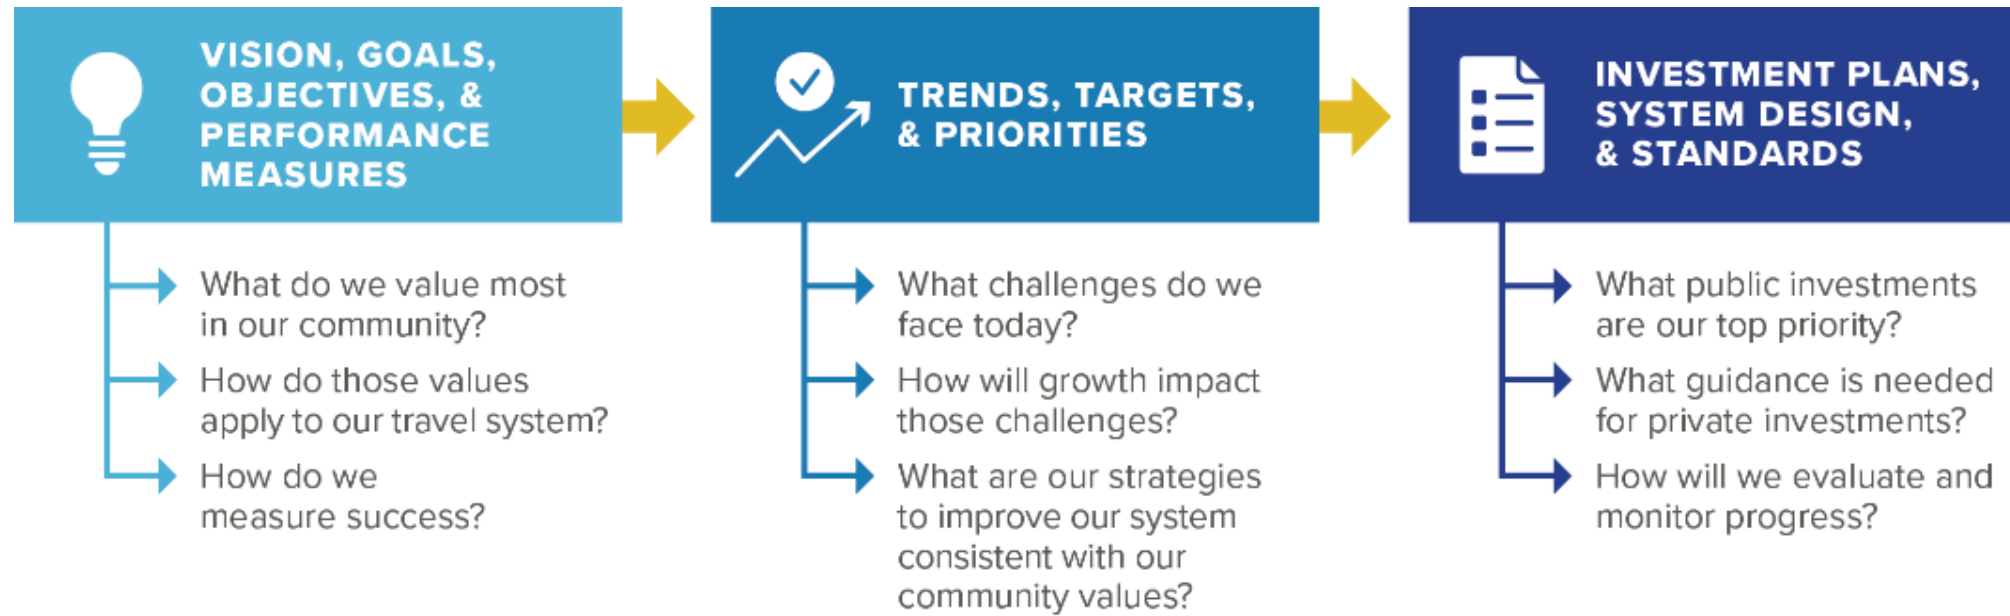 VISION, GOALS,
OBJECTIVES, &
PERFORMANCE
MEASURES
What do we value most
in our community?
How do those values
apply to our travel system?
How do we
measure success?
TRENDS, TARGETS,
& PRIORITIES
What challenges do we
face today?
How will growth impact
those challenges?
What are our strategies
to improve our system
consistent with our
community values?
INVESTMENT PLANS,
SYSTEM DESIGN,
& STANDARDS
What public investments
are our top priority?
What guidance is needed
for private investments?
How will we evaluate and
monitor progress?